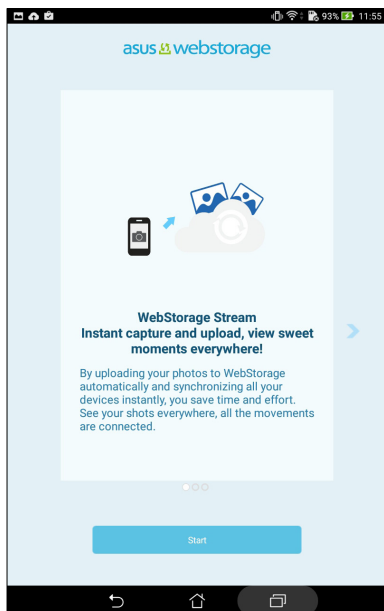 93% 11:55
asus webstorage
WebStorage Stream
Instant capture and upload, view sweet
moments everywhere!
By uploading your photos to WebStorage
automatically and synchronizing all your
devices instantly, you save time and effort.
See your shots everywhere, all the movements
are connected.
Start